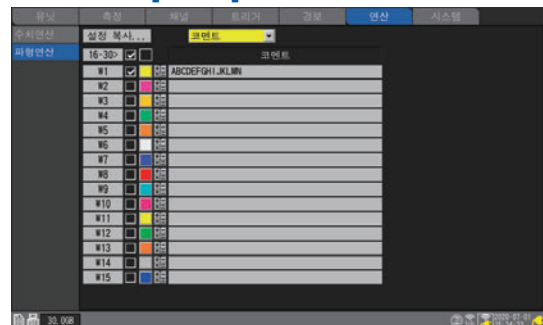 유닛 측정 채널 트리거 경보 연산 시스템
수치연산 설정 복사... 코멘트
파형연산 16-30> 코멘트
W1 ABCDEFGHIJKLMN
W2
W3
W4
W5
W6
W7
W8
W9
W10
W11
W12
W13
W14
W15
30.0GB 2020-07-01